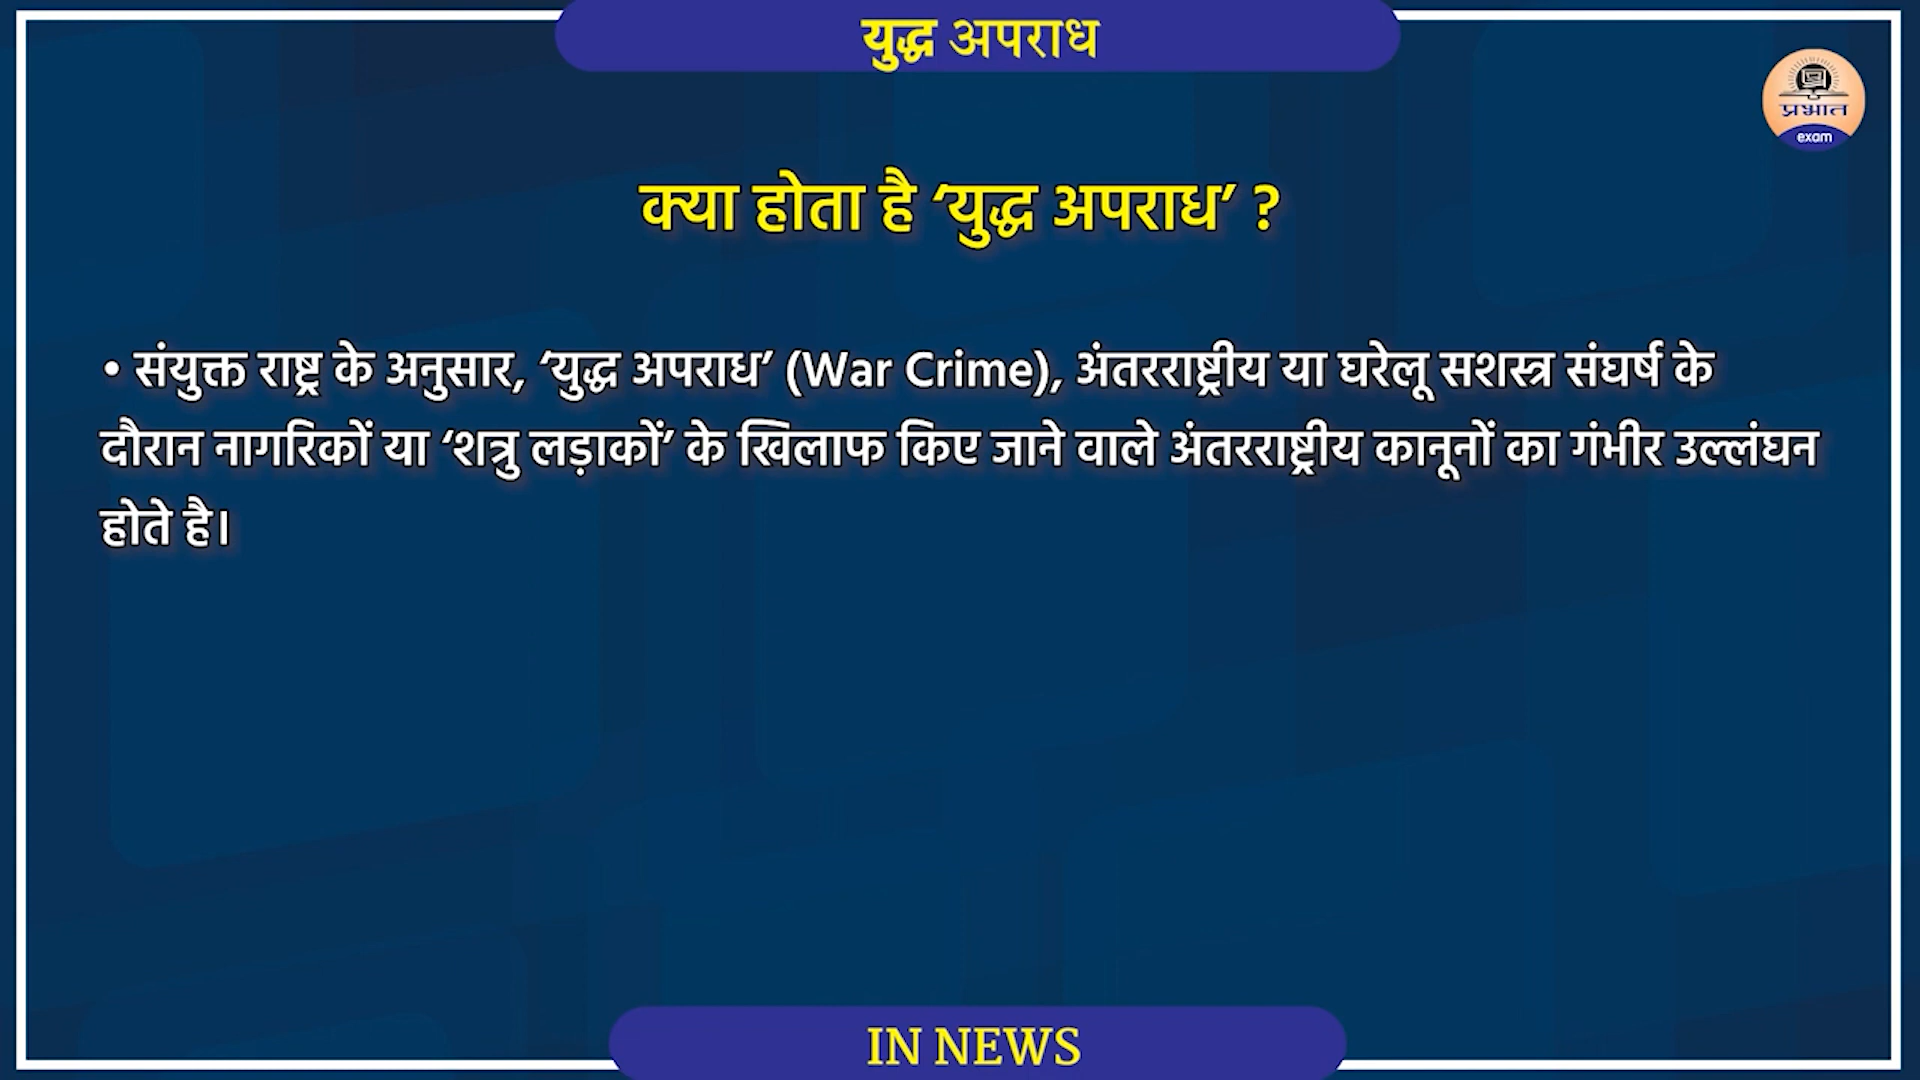 युद्ध अपराध
प्रभात
exam
क्या होता है ‘युद्ध अपराध’ ?
• संयुक्त राष्ट्र के अनुसार, ‘युद्ध अपराध’ (War Crime), अंतरराष्ट्रीय या घरेलू सशस्त्र संघर्ष के
दौरान नागरिकों या ‘शत्रु लड़ाकों’ के खिलाफ किए जाने वाले अंतरराष्ट्रीय कानूनों का गंभीर उल्लंघन
होते है।
IN NEWS